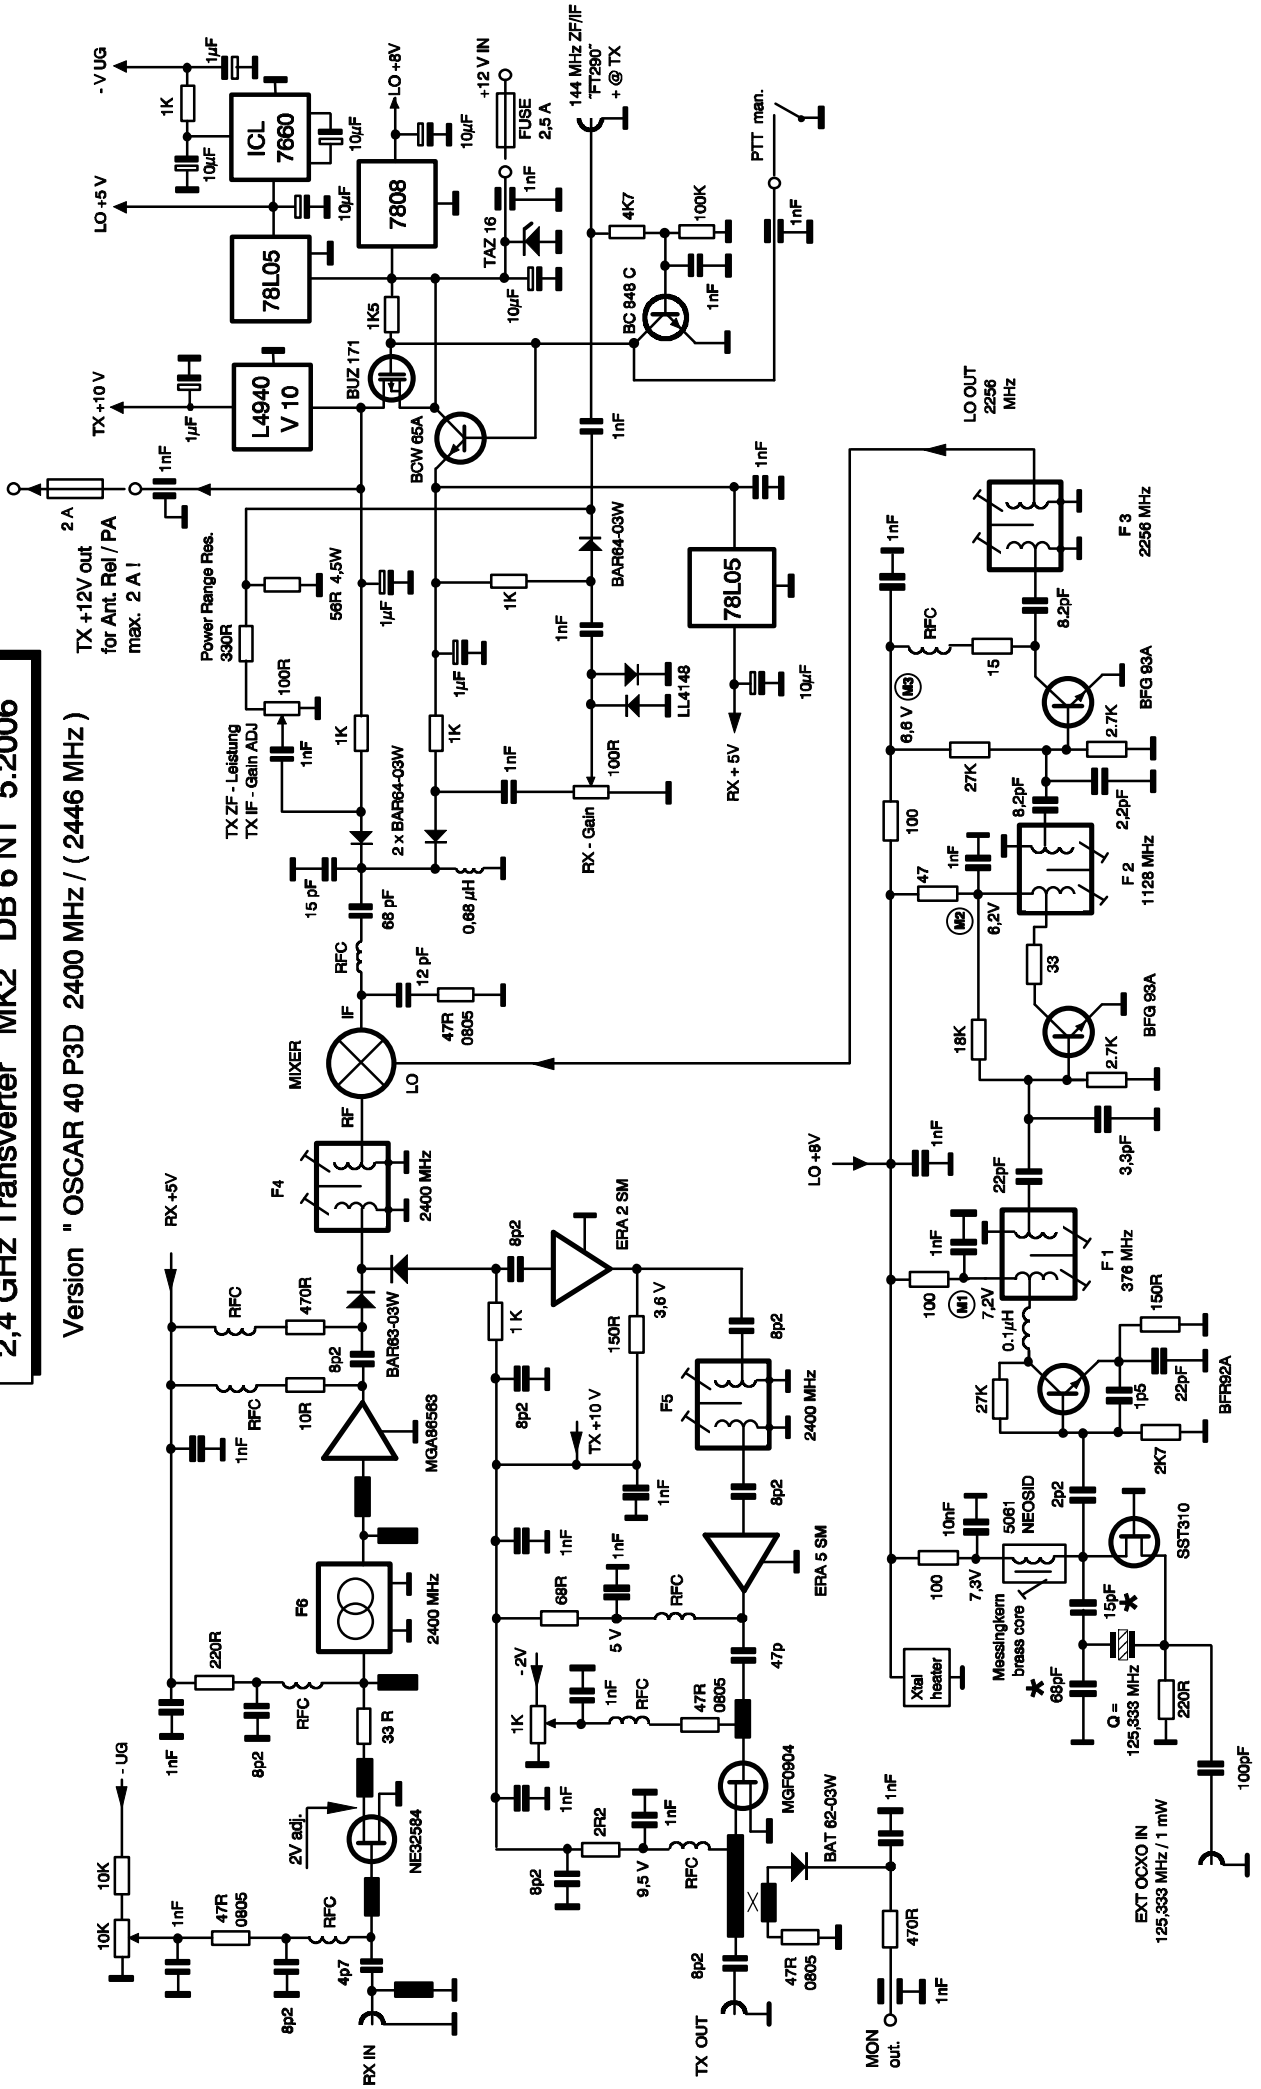 2,4 GHz Transverter MK2 DB 6 NT 5.2006
Version " OSCAR 40 P3D 2400 MHz / ( 2446 MHz )
RX IN
10K
10K
- UG
1nF
47R
0805
8p2
RFC
4p7
2V adj.
NE32584
33 R
1nF
8p2
RFC
220R
F6
2400 MHz
MGA86563
1nF
RFC
10R
8p2
RFC
470R
RX +5V
BAR63-03W
F4
2400 MHz
RF
MIXER
LO
IF
12 pF
47R
0805
RFC
68 pF
15 pF
0,68 µH
2 x BAR64-03W
1K
1K
TX ZF - Leistung
TX IF - Gain ADJ
1nF
100R
Power Range Res.
330R
56R 4,5W
TX +12V out
for Ant. Rel / PA
max. 2 A !
2 A
1nF
1µF
1µF
1nF
RX - Gain
100R
LL4148
1nF
1K
BAR64-03W
1nF
RX + 5V
10µF
78L05
1nF
TX +10 V
1µF
L4940
V 10
BUZ 171
BCW 65A
1K5
78L05
LO +5 V
10µF
10µF
ICL
7660
10µF
1K
- V UG
1µF
7808
LO +8V
10µF
TAZ 16
10µF
1nF
+12 V IN
FUSE
2,5 A
144 MHz ZF/IF
"FT290"
+ @ TX
BC 848 C
4K7
100K
1nF
PTT man.
1nF
TX OUT
8p2
8p2
2R2
1nF
9,5 V
1nF
RFC
47R
0805
BAT 62-03W
MGF0904
MON
out.
1nF
470R
1nF
1K
- 2V
1nF
RFC
47R
0805
47p
68R
5 V
1nF
RFC
1nF
ERA 5 SM
8p2
F5
2400 MHz
8p2
TX +10 V
1nF
8p2
1 K
150R
3,6 V
8p2
ERA 2 SM
EXT OCXO IN
125,333 MHz / 1 mW
100pF
220R
Q =
125,333 MHz
68pF
*
15pF
*
Xtal
heater
Messingkern
brass core
100
7,3V
10nF
5061
NEOSID
2p2
SST310
2K7
27K
1p5
22pF
150R
BFR92A
0.1µH
100
M1
7,2V
1nF
F 1
376 MHz
LO +8V
1nF
22pF
3,3pF
18K
2.7K
BFG 93A
33
47
M2
6,2V
1nF
F 2
1128 MHz
100
8,2pF
2,2pF
27K
2.7K
BFG 93A
6,6 V
M3
RFC
15
1nF
8.2pF
F 3
2256 MHz
LO OUT
2256
MHz